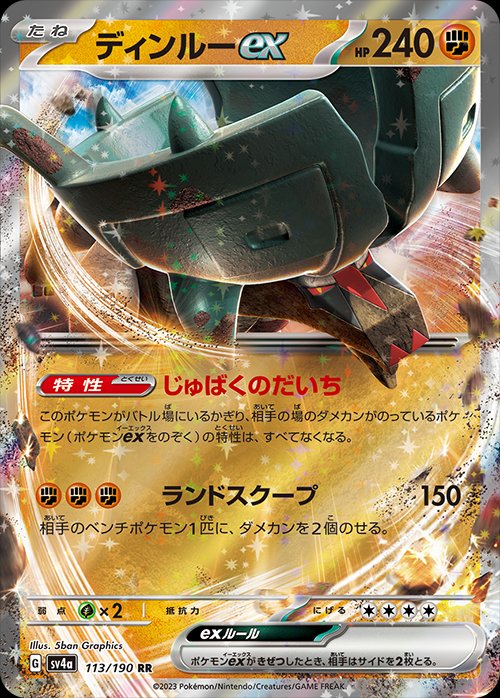 たね ディンルーex HP240
特性 とくせい じゅばくのだいち
このポケモンがバトル場にいるかぎり、相手の場のダメカンがのっているポケ
モン(ポケモンexをのぞく)の特性は、すべてなくなる。
ランドスクープ 150
相手のベンチポケモン1匹に、ダメカンを2個のせる。
弱点 ×2 抵抗力 にげる
Illus. 5ban Graphics
exルール
ポケモンexがきぜつしたとき、相手はサイドを2枚とる。
G sv4a 113/190 RR
©2023 Pokémon/Nintendo/Creatures/GAME FREAK.